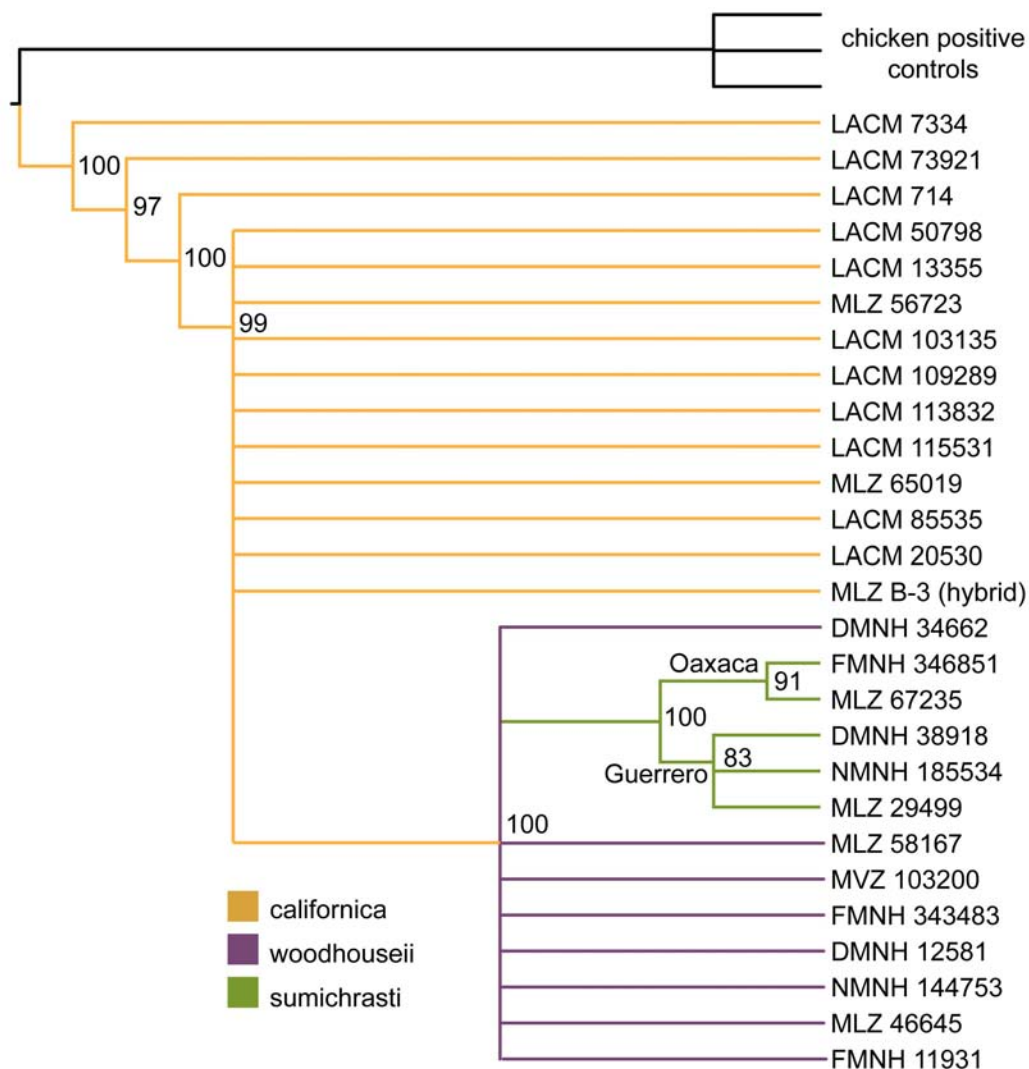 chicken positive
controls
LACM 7334
100
LACM 73921
97
LACM 714
100
LACM 50798
LACM 13355
MLZ 56723
99
LACM 103135
LACM 109289
LACM 113832
LACM 115531
MLZ 65019
LACM 85535
LACM 20530
MLZ B-3 (hybrid)
DMNH 34662
Oaxaca
FMNH 346851
91
MLZ 67235
100
DMNH 38918
83
Guerrero
NMNH 185534
MLZ 29499
100
MLZ 58167
MVZ 103200
FMNH 343483
DMNH 12581
NMNH 144753
MLZ 46645
FMNH 11931
californica
woodhouseii
sumichrasti